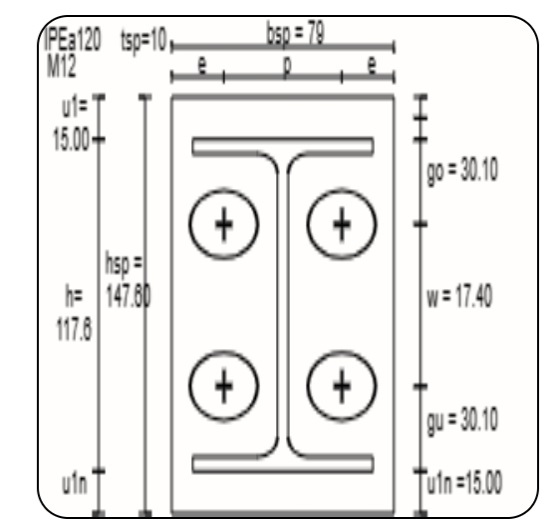 IPEa120 tsp=10 bsp = 79
M12 e p e
u1=
15.00
go = 30.10
hsp =
147.60
h=
117.6
w = 17.40
gu = 30.10
u1n
u1n =15.00